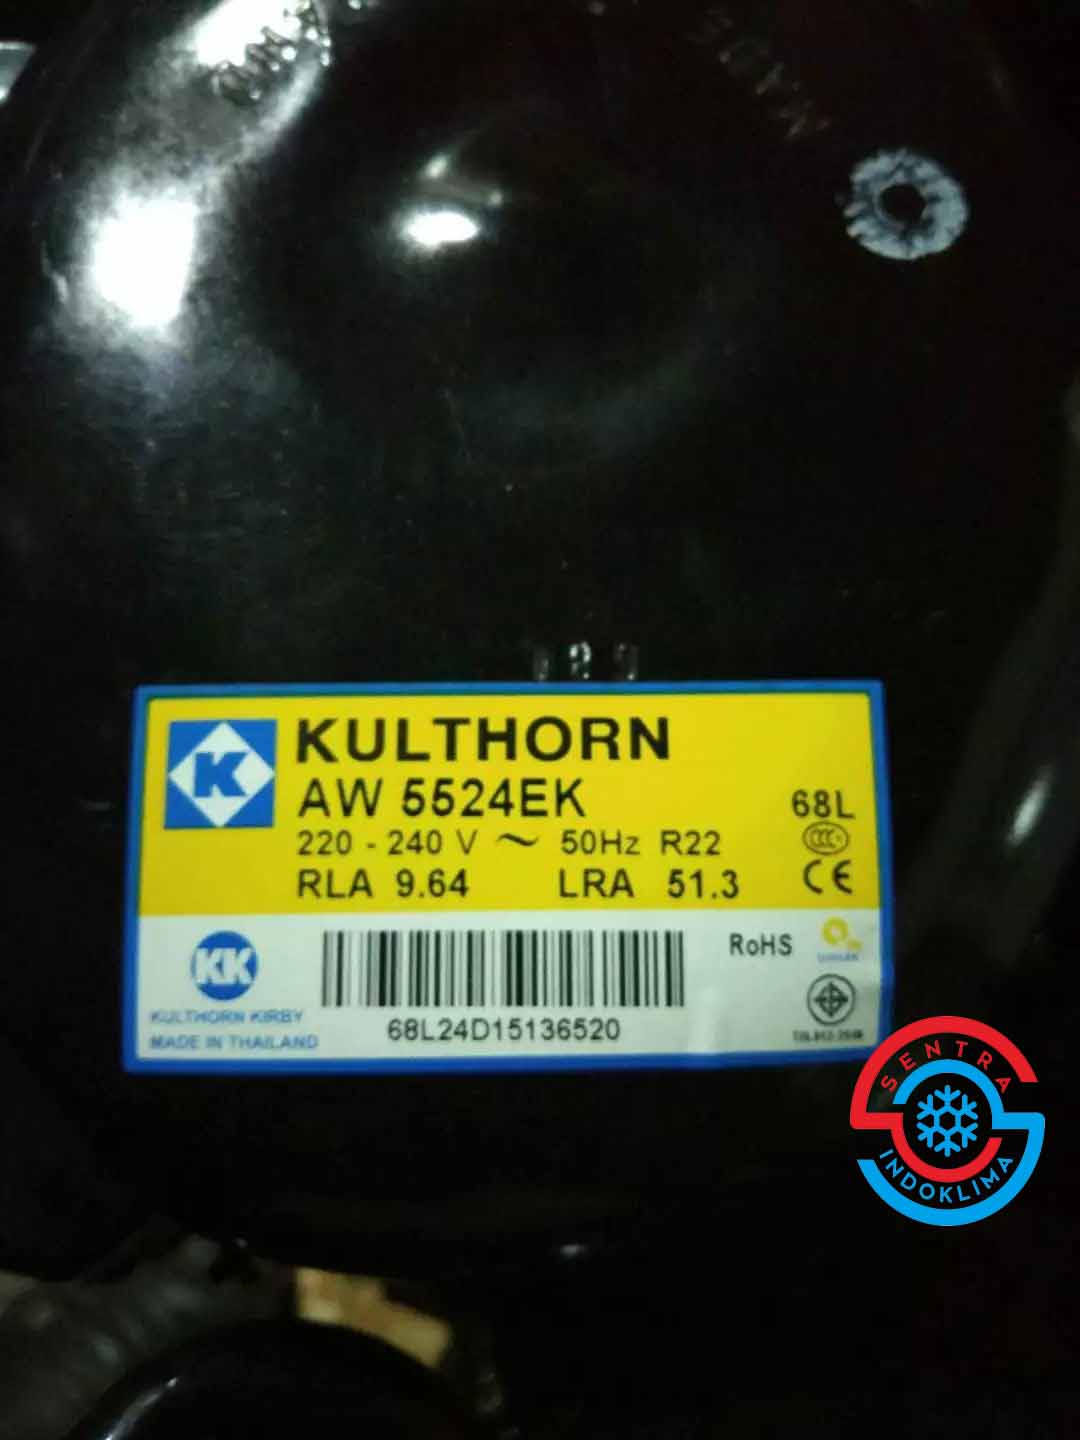 K
KULTHORN
AW 5524EK
68L
220 - 240 V ~ 50Hz R22
CCC
RLA 9.64 LRA 51.3
CE
KK
KULTHORN KIRBY
MADE IN THAILAND
68L24D15136520
RoHS
SENTRA
INDOKLIMA